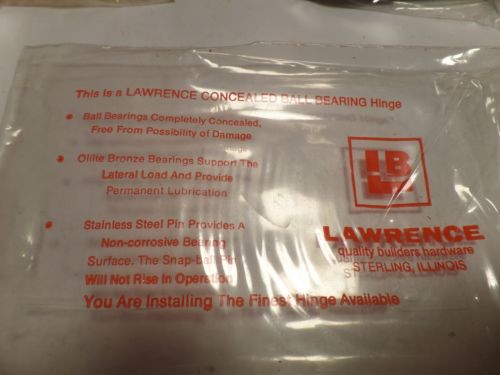 This is a LAWRENCE CONCEALED BALL BEARING Hinge
• Ball Bearings Completely Concealed,
Free From Possibility of Damage
• Oilite Bronze Bearings Support The
Lateral Load And Provide
Permanent Lubrication
• Stainless Steel Pin Provides A
Non-corrosive Bearing
Surface. The Snap-ball Pin
Will Not Rise In Operation
You Are Installing The Finest Hinge Available
LB
LAWRENCE
quality builders hardware
STERLING, ILLINOIS